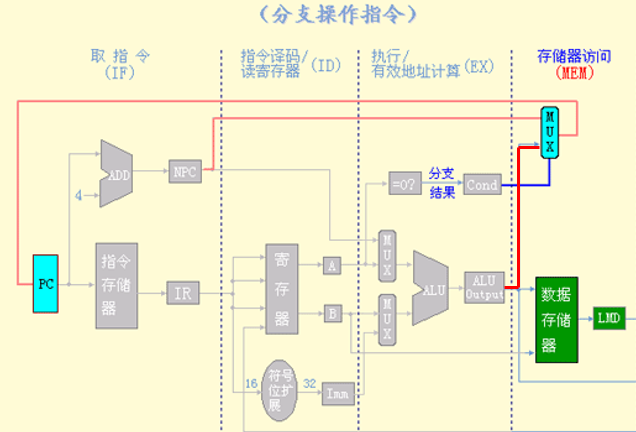 (分支操作指令)
取 指 令
(IF)
指令译码/
读寄存器
(ID)
执行/
有效地址计算
(EX)
存储器访问
(MEM)
MUX
ADD
NPC
4
=0?
分支
结果
Cond
PC
指令
存储
器
IR
寄
存
器
A
B
MUX
MUX
ALU
ALU
Output
数据
存储
器
LMD
16
符号
位扩
展
32
Imm